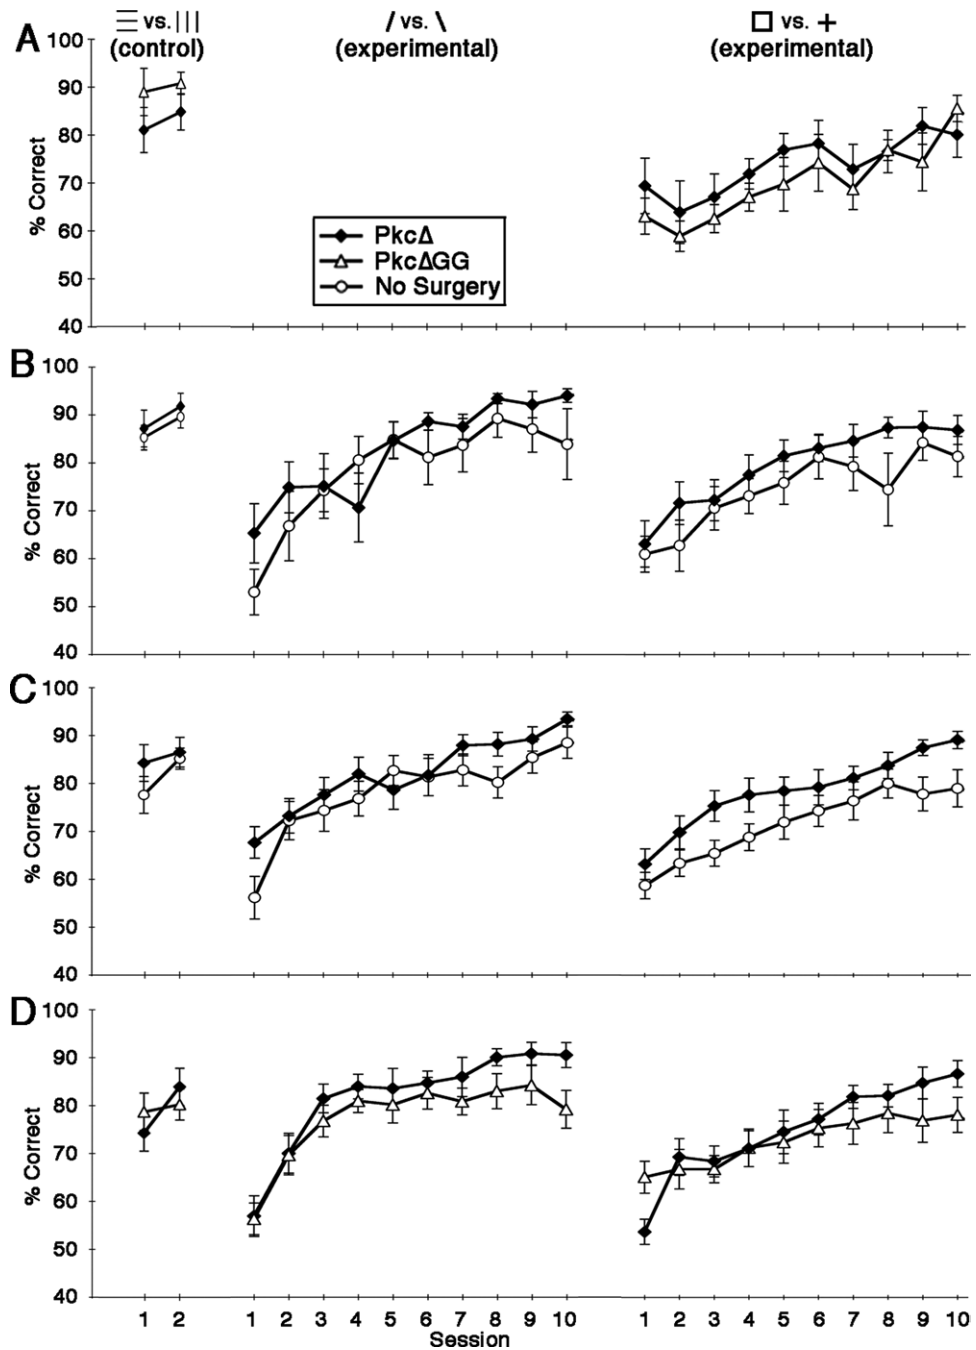 A
vs.
(control)
/ vs. \
(experimental)
vs. +
(experimental)
100
90
80
70
60
50
40
% Correct
PkcΔ
PkcΔGG
No Surgery
B
100
90
80
70
60
50
40
% Correct
C
100
90
80
70
60
50
40
% Correct
D
100
90
80
70
60
50
40
% Correct
1 2 1 2 3 4 5 6 7 8 9 10 1 2 3 4 5 6 7 8 9 10
Session